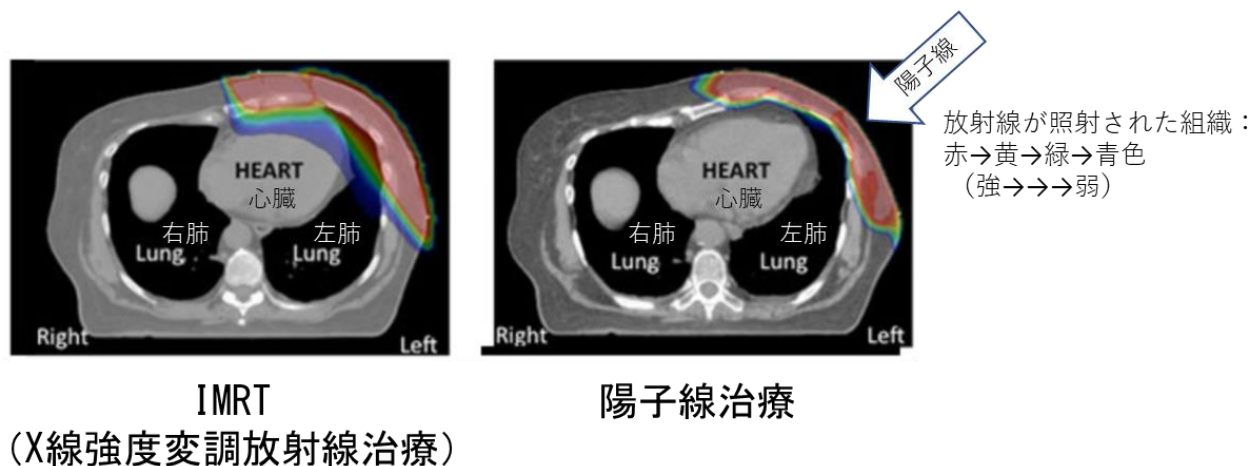 HEART
心臓
右肺
Lung
左肺
Lung
Right
Left
IMRT
(X線強度変調放射線治療)
HEART
心臓
右肺
Lung
左肺
Lung
Right
Left
陽子線治療
陽子線
放射線が照射された組織:
赤→黄→緑→青色
(強→→→弱)